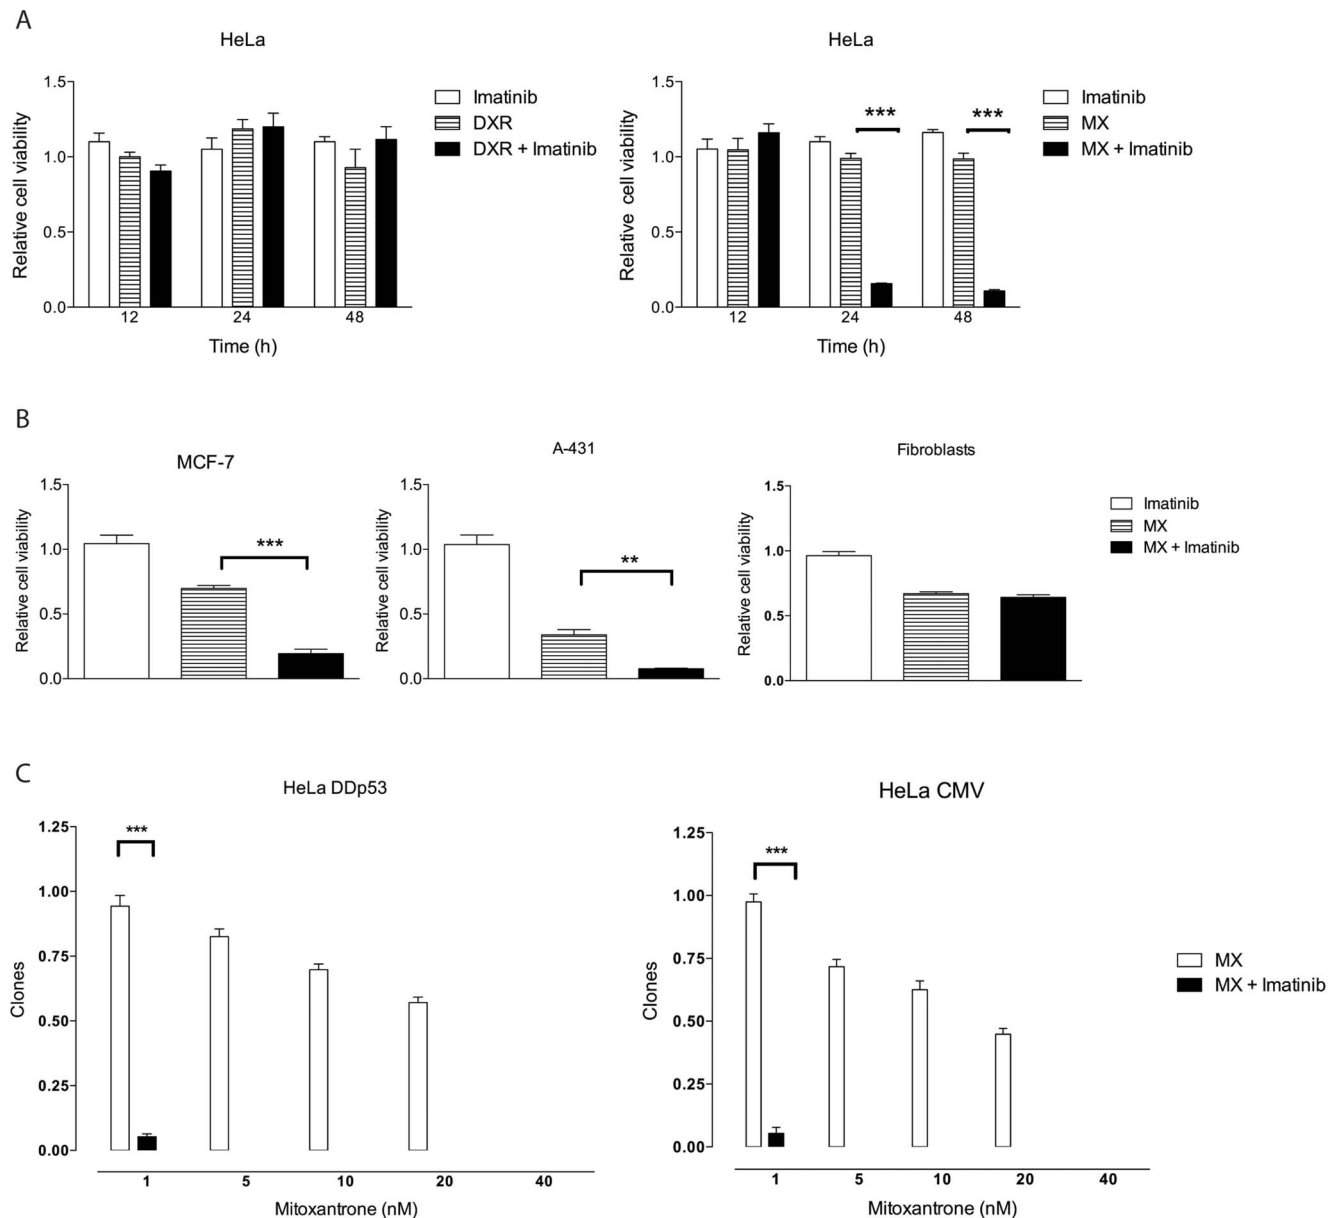 A
HeLa
Relative cell viability
1.5
1.0
0.5
0.0
12
24
48
Time (h)
Imatinib
DXR
DXR + Imatinib
HeLa
Relative cell viability
1.5
1.0
0.5
0.0
***
***
12
24
48
Time (h)
Imatinib
MX
MX + Imatinib
B
MCF-7
Relative cell viability
1.5
1.0
0.5
0.0
***
A-431
Relative cell viability
1.5
1.0
0.5
0.0
**
Fibroblasts
Relative cell viability
1.5
1.0
0.5
0.0
Imatinib
MX
MX + Imatinib
C
HeLa DDp53
Clones
1.25
1.00
0.75
0.50
0.25
0.00
***
1
5
10
20
40
Mitoxantrone (nM)
HeLa CMV
Clones
1.25
1.00
0.75
0.50
0.25
0.00
***
1
5
10
20
40
Mitoxantrone (nM)
MX
MX + Imatinib